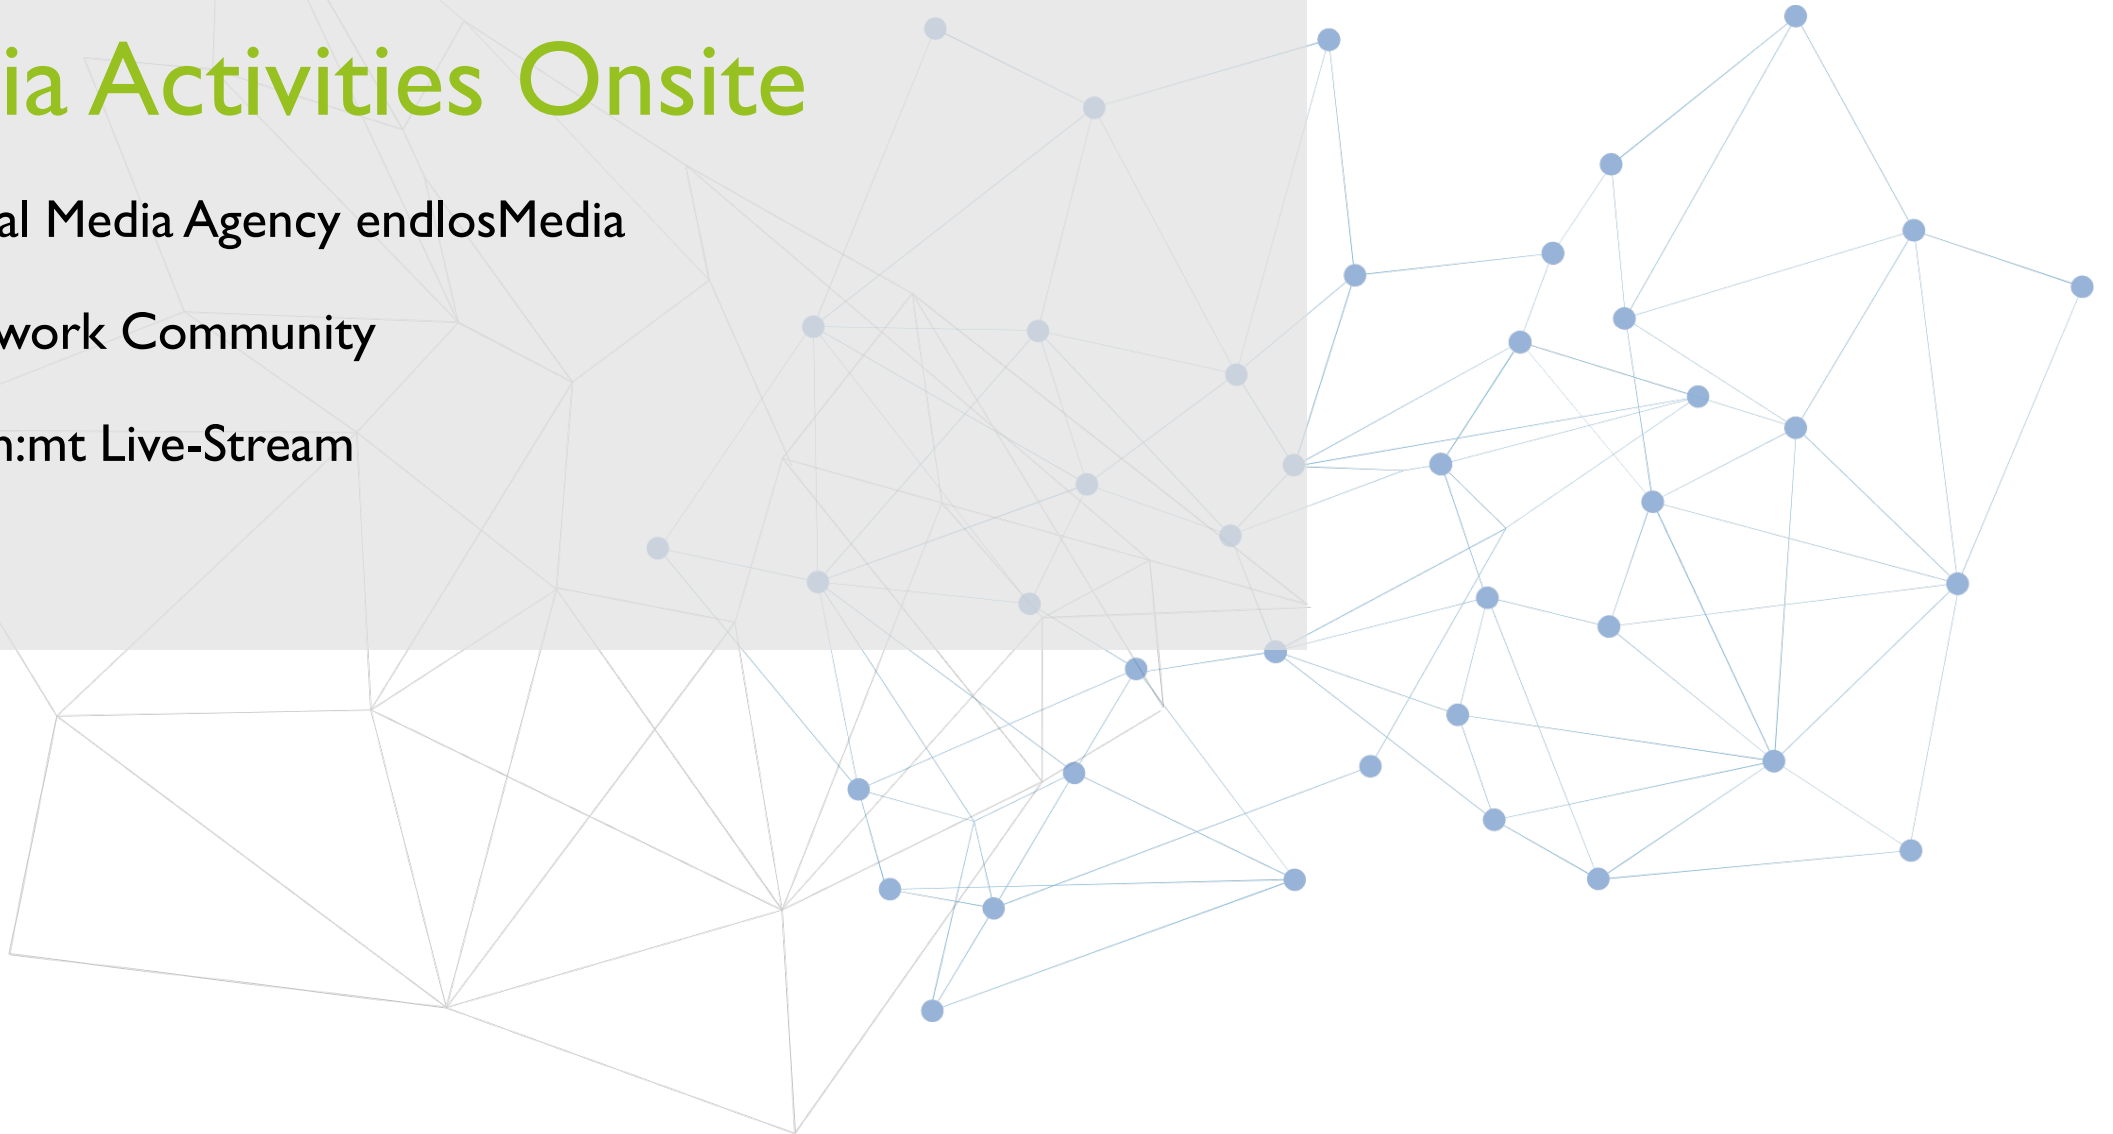 ia Activities Onsite
al Media Agency endlosMedia
work Community
n:mt Live-Stream